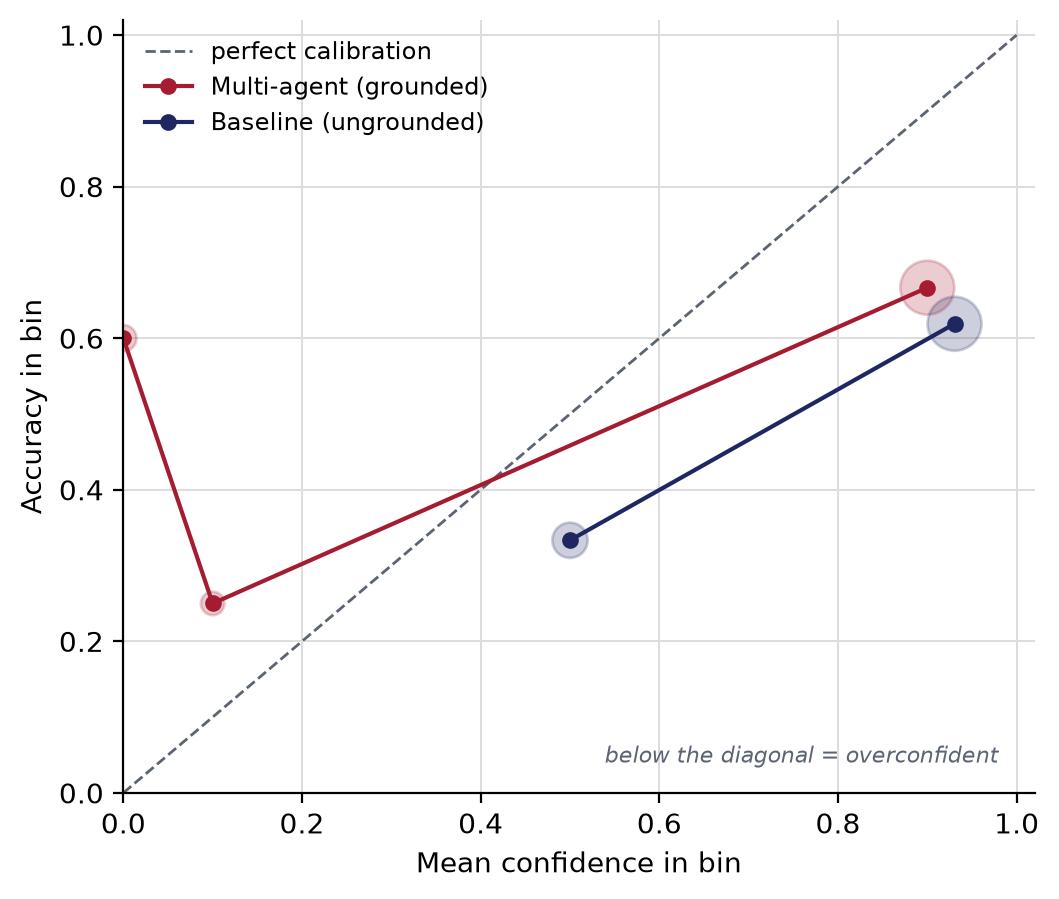 perfect calibration
Multi-agent (grounded)
Baseline (ungrounded)
1.0
0.8
0.6
0.4
0.2
0.0
Accuracy in bin
below the diagonal = overconfident
0.0 0.2 0.4 0.6 0.8 1.0
Mean confidence in bin